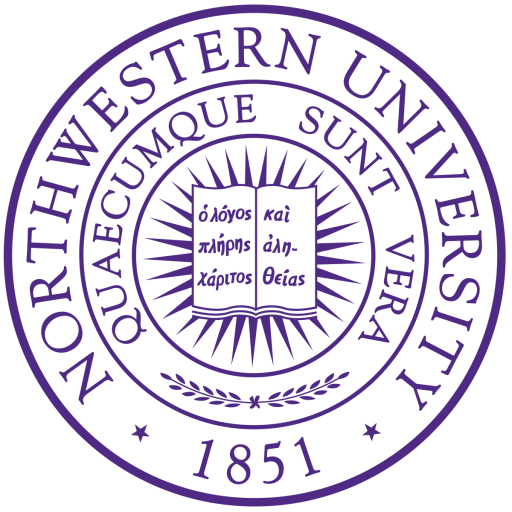 NORTHWESTERN UNIVERSITY
QUAECUMQUE SUNT VERA
ὁ λόγος
πλήρης
χάριτος
καὶ
ἀλη-
θείας
1851